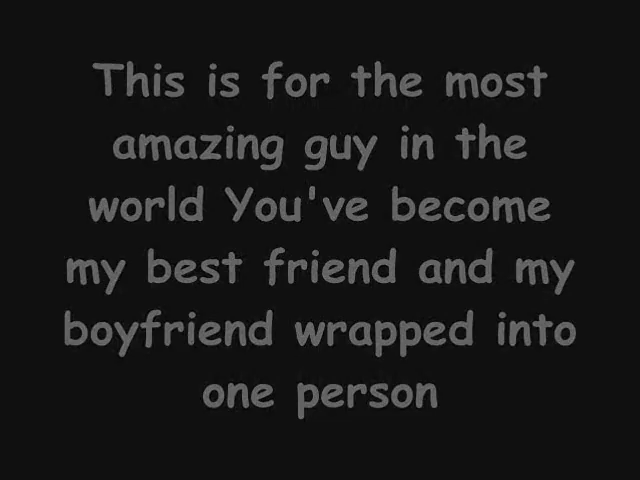 This is for the most
amazing guy in the
world You've become
my best friend and my
boyfriend wrapped into
one person